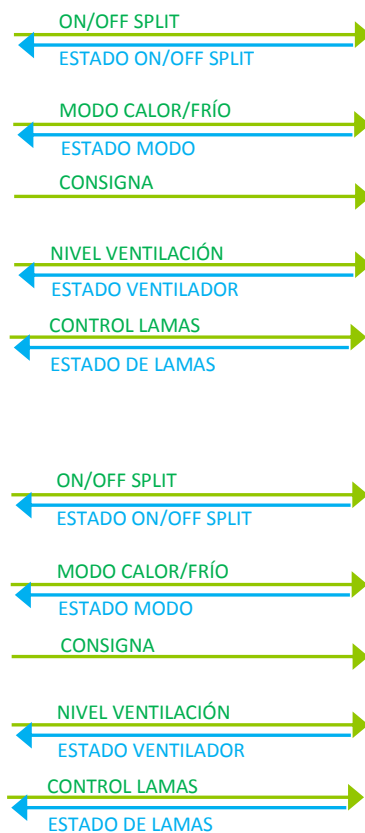 ON/OFF SPLIT
ESTADO ON/OFF SPLIT
MODO CALOR/FRÍO
ESTADO MODO
CONSIGNA
NIVEL VENTILACIÓN
ESTADO VENTILADOR
CONTROL LAMAS
ESTADO DE LAMAS
ON/OFF SPLIT
ESTADO ON/OFF SPLIT
MODO CALOR/FRÍO
ESTADO MODO
CONSIGNA
NIVEL VENTILACIÓN
ESTADO VENTILADOR
CONTROL LAMAS
ESTADO DE LAMAS